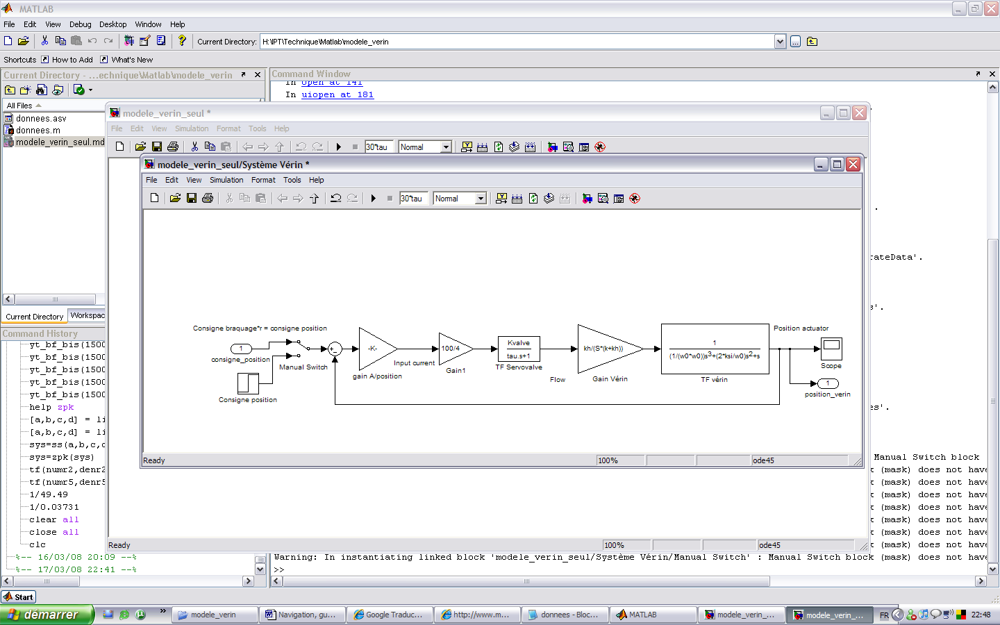 MATLAB
File Edit View Debug Desktop Window Help
Current Directory: H:\IPT\Technique\Matlab\modele_verin
Shortcuts How to Add What's New
Current Directory - ...echnique\Matlab\modele_verin
Command Window
In open at 141
In uiopen at 181
All Files
donnees.asv
donnees.m
modele_verin_seul.md
modele_verin_seul *
File Edit View Simulation Format Tools Help
30*tau Normal
modele_verin_seul/Système Vérin *
File Edit View Simulation Format Tools Help
30*tau Normal
rateData'.
s'.
es'.
Consigne braquage*r = consigne position
1
consigne_position
Manual Switch
Consigne position
-K-
gain A/position
Input current
100/4
Gain1
Kvalve
tau.s+1
TF Servovalve
Flow
kh/(S*(k+kh))
Gain Vérin
1
(1/(w0*w0))s3+(2*ksi/w0)s2+s
TF vérin
Position actuator
Scope
1
position_verin
Ready 100% ode45
Ready 100% ode45
Current Directory Workspac
Command History
yt_bf_bis(1500
yt_bf_bis(1500
yt_bf_bis(1500
yt_bf_bis(1500
yt_bf_bis(1500
help zpk
[a,b,c,d] = li
[a,b,c,d] = li
sys=ss(a,b,c,d
sys=zpk(sys)
tf(numr2,denr2
tf(numr5,denr5
1/49.49
1/0.03731
clear all
close all
clc
%-- 16/03/08 20:09 --%
%-- 17/03/08 22:41 --%
Manual Switch block
k (mask) does not have
k (mask) does not have
k (mask) does not have
k (mask) does not have
k (mask) does not have
k (mask) does not have
k (mask) does not have
Warning: In instantiating linked block 'modele_verin_seul/Système Vérin/Manual Switch' : Manual Switch block (mask) does not have
>>
Start
démarrer
modele_verin
Navigation, gu...
Google Traduc...
http://www.m...
donnees - Bloc...
MATLAB
modele_verin_...
modele_verin_...
FR
22:48